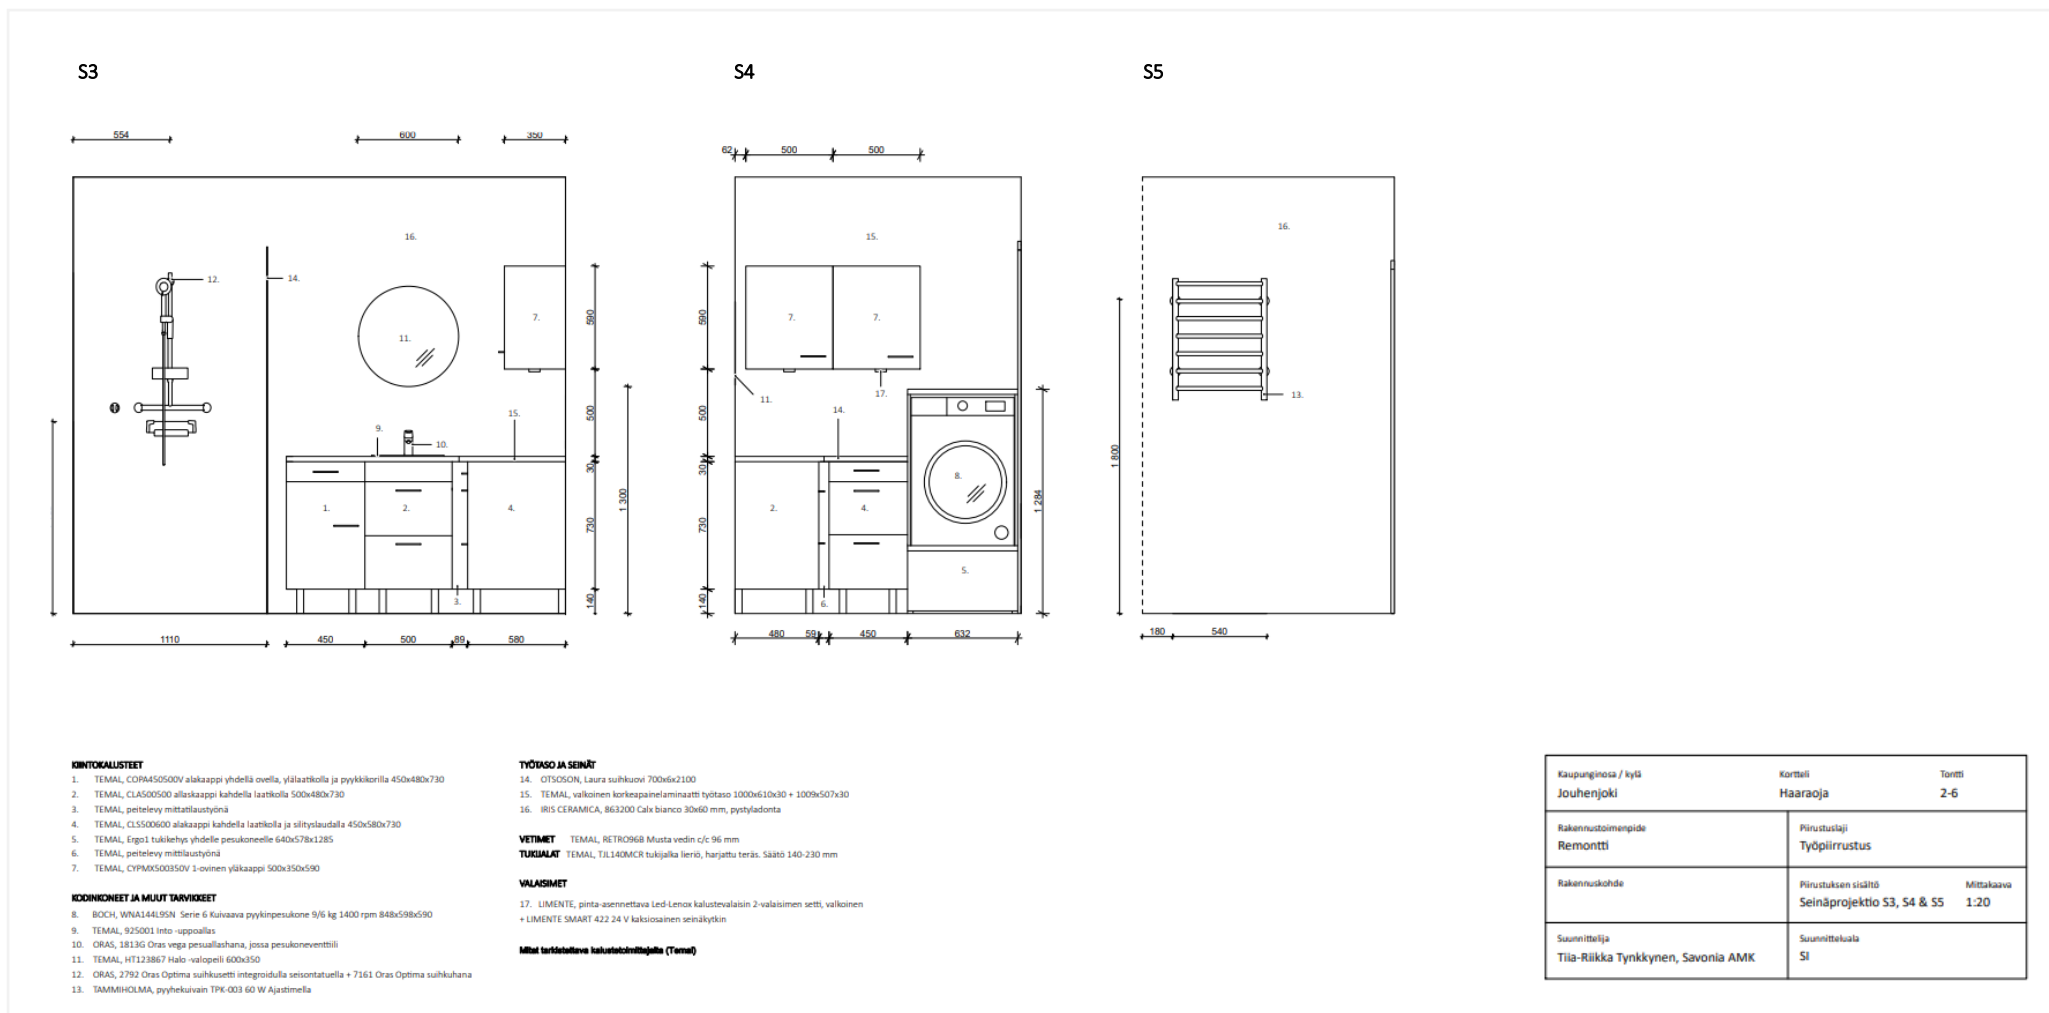 S3
S4
S5
554
600
350
62
500
500
16.
15.
16.
12.
14.
7.
590
590
7.
7.
11.
13.
11.
17.
14.
15.
500
500
9.
10.
1 800
30
30
8.
1 300
1 284
1.
2.
4.
730
730
2.
4.
5.
3.
140
140
6.
1110
450
500
89
580
480
59
450
632
180
540
KIINTOKALUSTEET
1. TEMAL, COPA450500V alakaappi yhdellä ovella, ylälaatikolla ja pyykkikorilla 450x480x730
2. TEMAL, CLA500500 allaskaappi kahdella laatikolla 500x480x730
3. TEMAL, peitelevy mittatilaustyönä
4. TEMAL, CLS500600 alakaappi kahdella laatikolla ja silityslaudalla 450x580x730
5. TEMAL, Ergo1 tukikehys yhdelle pesukoneelle 640x578x1285
6. TEMAL, peitelevy mittilaustyönä
7. TEMAL, CYPMX500350V 1-ovinen yläkaappi 500x350x590
KODINKONEET JA MUUT TARVIKKEET
8. BOCH, WNA144L9SN Serie 6 Kuivaava pyykinpesukone 9/6 kg 1400 rpm 848x598x590
9. TEMAL, 925001 Into -uppoallas
10. ORAS, 1813G Oras vega pesuallashana, jossa pesukoneventtiili
11. TEMAL, HT123867 Halo -valopeili 600x350
12. ORAS, 2792 Oras Optima suihkusetti integroidulla seisontatuella + 7161 Oras Optima suihkuhana
13. TAMMIHOLMA, pyyhekuivain TPK-003 60 W Ajastimella
TYÖTASO JA SEINÄT
14. OTSOSON, Laura suihkuovi 700x6x2100
15. TEMAL, valkoinen korkeapainelaminaatti työtaso 1000x610x30 + 1009x507x30
16. IRIS CERAMICA, 863200 Calx bianco 30x60 mm, pystyladonta
VETIMET TEMAL, RETRO96B Musta vedin c/c 96 mm
TUKIJALAT TEMAL, TJL140MCR tukijalka lieriö, harjattu teräs. Säätö 140-230 mm
VALAISIMET
17. LIMENTE, pinta-asennettava Led-Lenox kalustevalaisin 2-valaisimen setti, valkoinen
+ LIMENTE SMART 422 24 V kaksiosainen seinäkytkin
Mitat tarkistettava kalustetoimittajalta (Temal)
Kaupunginosa / kylä Kortteli Tontti
Jouhenjoki Haaraoja 2-6
Rakennustoimenpide Piirustuslaji
Remontti Työpiirrustus
Rakennuskohde Piirustuksen sisältö Mittakaava
Seinäprojektio S3, S4 & S5 1:20
Suunnittelija Suunnitteluala
Tiia-Riikka Tynkkynen, Savonia AMK SI